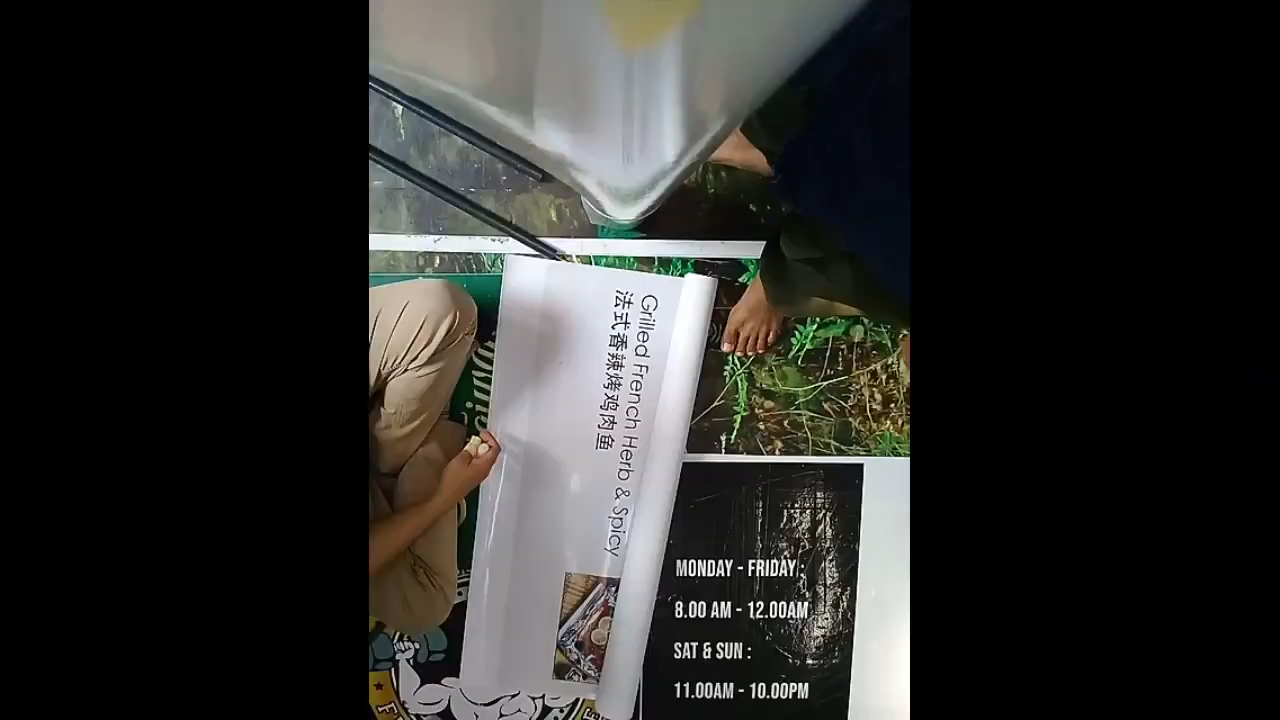 Grilled French Herb & Spicy
法式香辣烤鸡肉鱼
MONDAY - FRIDAY :
8.00 AM - 12.00AM
SAT & SUN :
11.00AM - 10.00PM